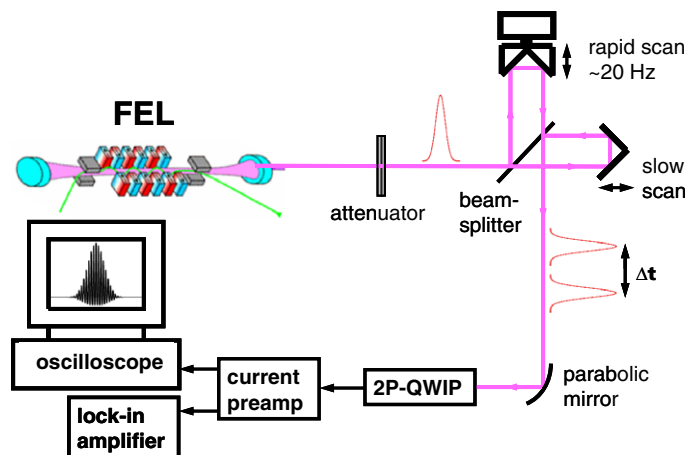 rapid scan
~20 Hz
FEL
slow
scan
attenuator
beam-
splitter
Δt
oscilloscope
current
preamp
2P-QWIP
parabolic
mirror
lock-in
amplifier